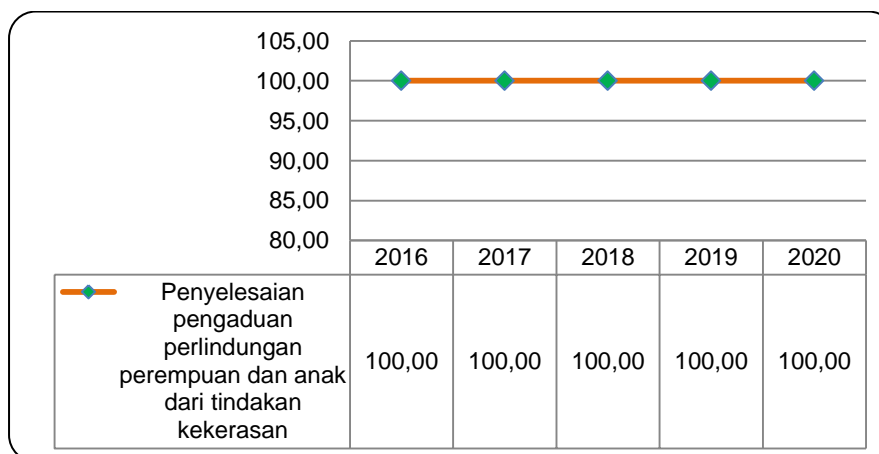 105,00
100,00
95,00
90,00
85,00
80,00
2016 2017 2018 2019 2020
Penyelesaian
pengaduan
perlindungan
perempuan dan anak
dari tindakan
kekerasan
100,00 100,00 100,00 100,00 100,00